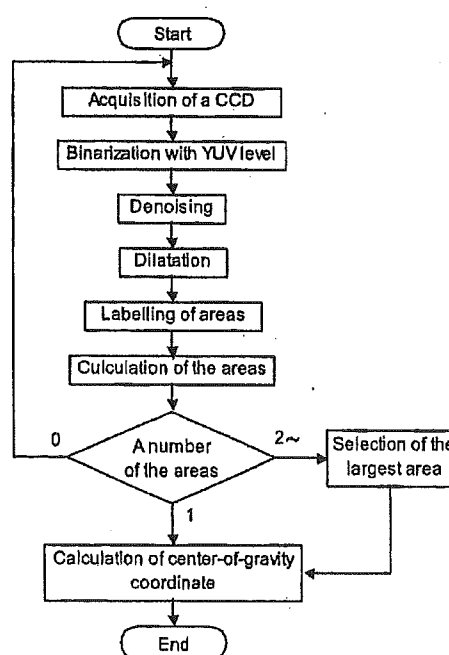 Start
Acquisition of a CCD
Binarization with YUV level
Denoising
Dilatation
Labelling of areas
Culculation of the areas
0
A number
of the areas
2~
Selection of the
largest area
1
Calculation of center-of-gravity
coordinate
End